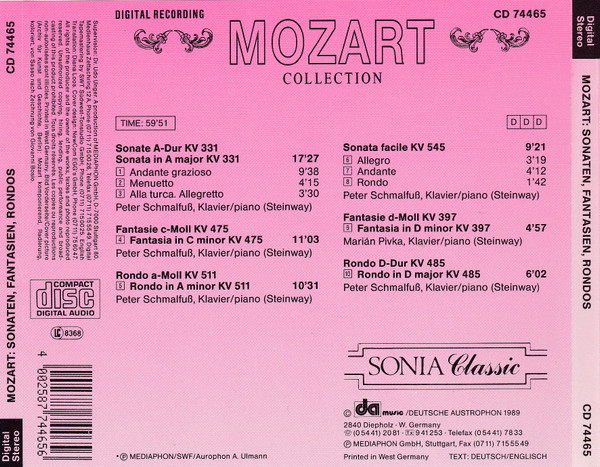 CD 74465
Digital
Stereo
MOZART: SONATEN, FANTASIEN, RONDOS
DIGITAL RECORDING
CD 74465
MOZART
COLLECTION
TIME: 59'51
D D D
Sonate A-Dur KV 331
Sonata in A major KV 331 17'27
1 Andante grazioso 9'38
2 Menuetto 4'15
3 Alla turca. Allegretto 3'30
Peter Schmalfuß, Klavier/piano (Steinway)
Fantasie c-Moll KV 475
4 Fantasia in C minor KV 475 11'03
Peter Schmalfuß, Klavier/piano (Steinway)
Rondo a-Moll KV 511
5 Rondo in A minor KV 511 10'31
Peter Schmalfuß, Klavier/piano (Steinway)
Sonata facile KV 545 9'21
6 Allegro 3'19
7 Andante 4'12
8 Rondo 1'42
Peter Schmalfuß, Klavier/piano (Steinway)
Fantasie d-Moll KV 397
9 Fantasia in D minor KV 397 4'57
Marián Pivka, Klavier/piano (Steinway)
Rondo D-Dur KV 485
10 Rondo in D major KV 485 6'02
Peter Schmalfuß, Klavier/piano (Steinway)
COMPACT
disc
DIGITAL AUDIO
LC 8368
4 002587 744656
SONIA Classic
© da music /DEUTSCHE AUSTROPHON 1989
2840 Diepholz · W. Germany
(0 54 41) 20 81 · Tx 9 41 253 – Telefax (0 54 41) 78 33
℗ MEDIAPHON GmbH, Stuttgart, Fax (07 11) 7 15 55 49
Printed in West Germany TEXT: DEUTSCH/ENGLISCH
*℗ MEDIAPHON/SWF/Aurophon A. Ulmann
MOZART: SONATEN, FANTASIEN, RONDOS
CD 74465
Digital
Stereo